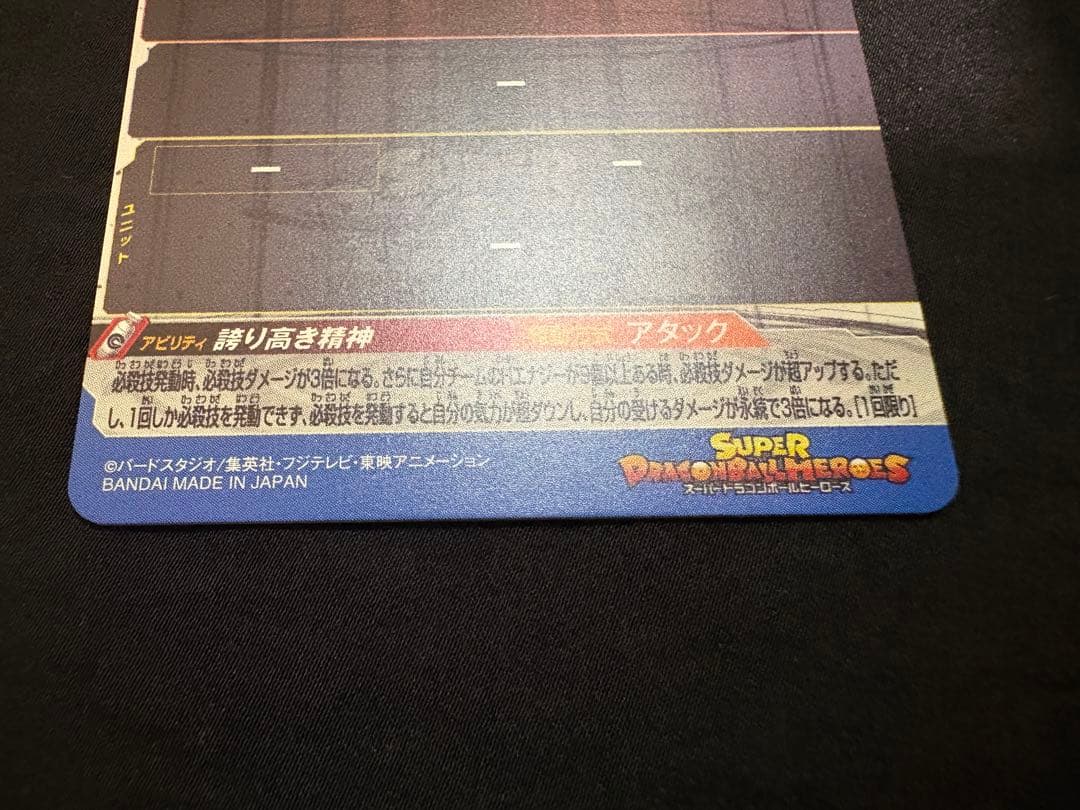 ー
ー ー
ユニット
ー
アビリティ 誇り高き精神 アタック
必殺技発動時、必殺技ダメージが3倍になる。さらに自分チームのHエナジーが3個以上ある時、必殺技ダメージが超アップする。ただ
し、1回しか必殺技を発動できず、必殺技を発動すると自分の気力が超ダウンし、自分の受けるダメージが永続で3倍になる。[1回限り]
©バードスタジオ/集英社・フジテレビ・東映アニメーション
BANDAI MADE IN JAPAN
SUPER
DRAGONBALL HEROES
スーパードラゴンボールヒーローズ